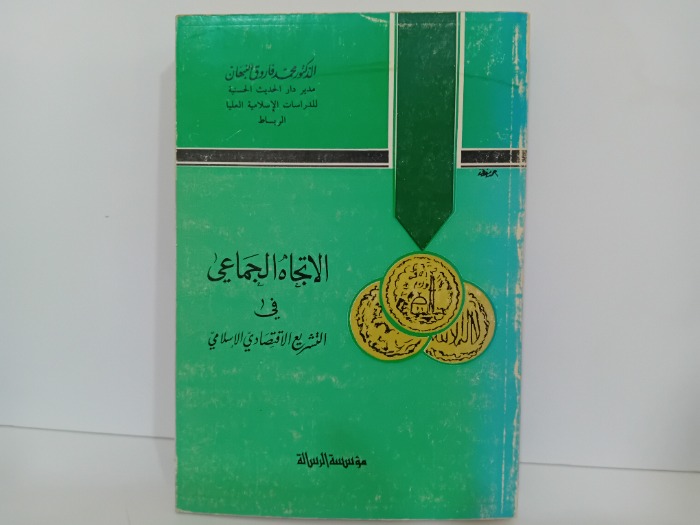 الدكتور محمد فاروق النبهان
مدير دار الحديث الحسنية
للدراسات الإسلامية العليا
الرباط
الاتجاه الجماعي
في
التشريع الاقتصادي الإسلامي
مؤسسة الرسالة